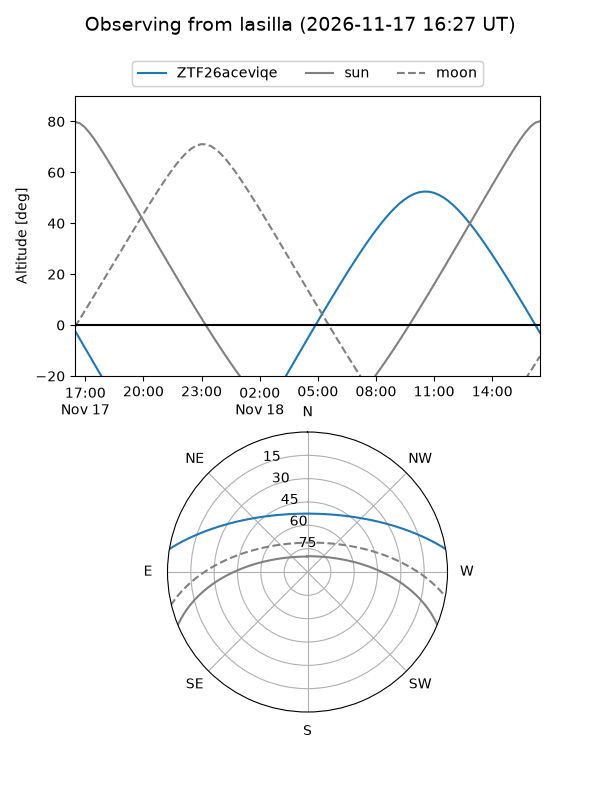 Observing from lasilla (2026-11-17 16:27 UT)
ZTF26aceviqe sun moon
Altitude [deg]
80
60
40
20
0
−20
17:00 20:00 23:00 02:00 05:00 08:00 11:00 14:00
Nov 17 Nov 18
N
NE NW
15
30
45
60
75
E W
SE SW
S